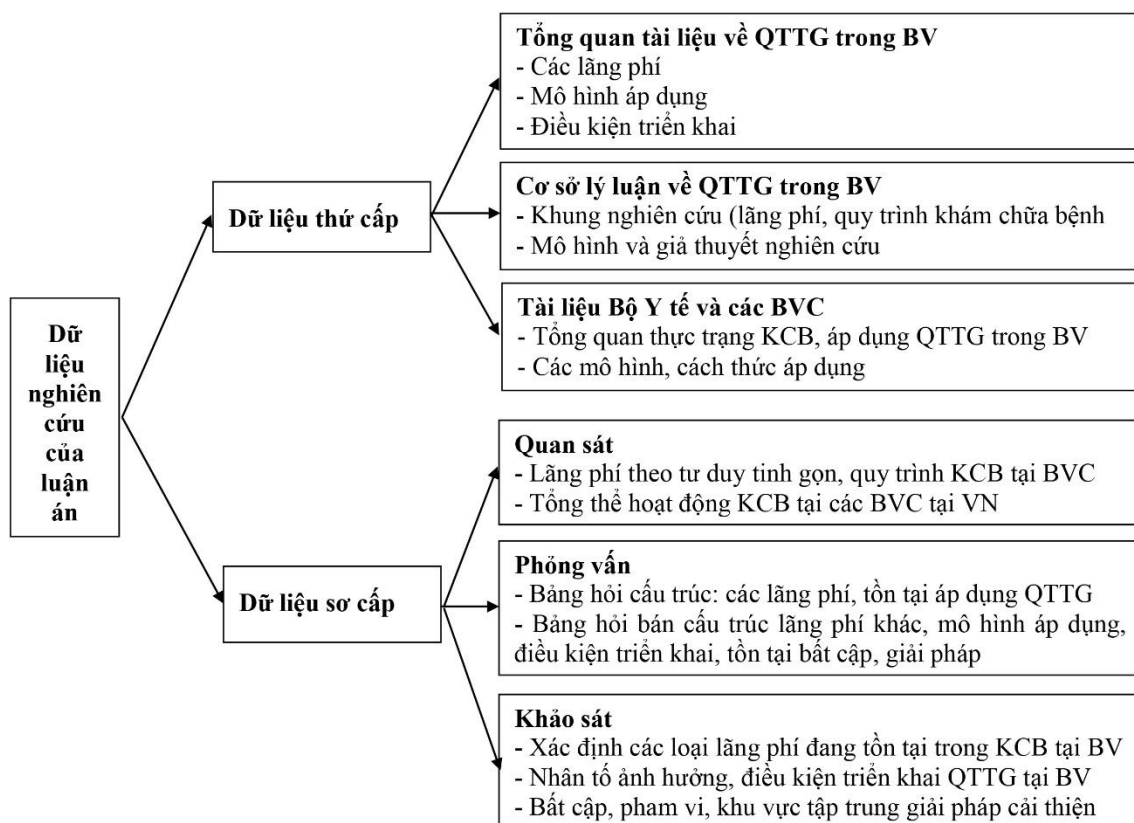 Dữ
liệu
nghiên
cứu
của
luận
án
Dữ liệu thứ cấp
Tổng quan tài liệu về QTTG trong BV
- Các lãng phí
- Mô hình áp dụng
- Điều kiện triển khai
Cơ sở lý luận về QTTG trong BV
- Khung nghiên cứu (lãng phí, quy trình khám chữa bệnh
- Mô hình và giả thuyết nghiên cứu
Tài liệu Bộ Y tế và các BVC
- Tổng quan thực trạng KCB, áp dụng QTTG trong BV
- Các mô hình, cách thức áp dụng
Dữ liệu sơ cấp
Quan sát
- Lãng phí theo tư duy tinh gọn, quy trình KCB tại BVC
- Tổng thể hoạt động KCB tại các BVC tại VN
Phỏng vấn
- Bảng hỏi cấu trúc: các lãng phí, tồn tại áp dụng QTTG
- Bảng hỏi bán cấu trúc lãng phí khác, mô hình áp dụng,
điều kiện triển khai, tồn tại bất cập, giải pháp
Khảo sát
- Xác định các loại lãng phí đang tồn tại trong KCB tại BV
- Nhân tố ảnh hưởng, điều kiện triển khai QTTG tại BV
- Bất cập, pham vi, khu vực tập trung giải pháp cải thiện